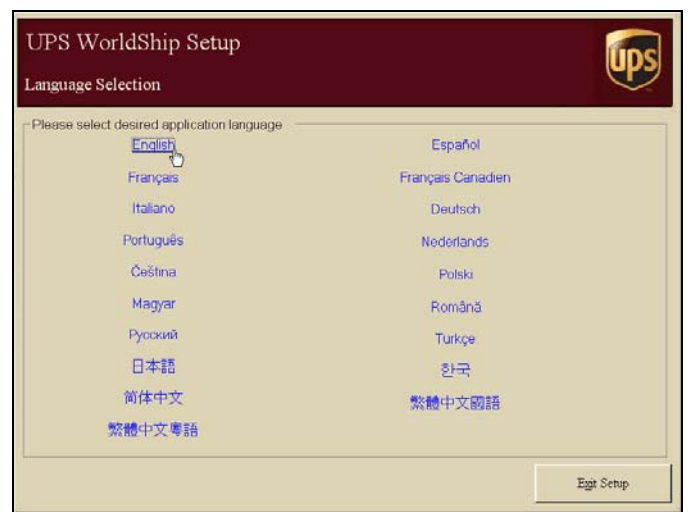 UPS WorldShip Setup
ups
Language Selection
Please select desired application language
English Español
Français Français Canadien
Italiano Deutsch
Português Nederlands
Čeština Polski
Magyar Română
Русский Turkçe
日本語 한국
简体中文 繁體中文國語
繁體中文粵語
Exit Setup